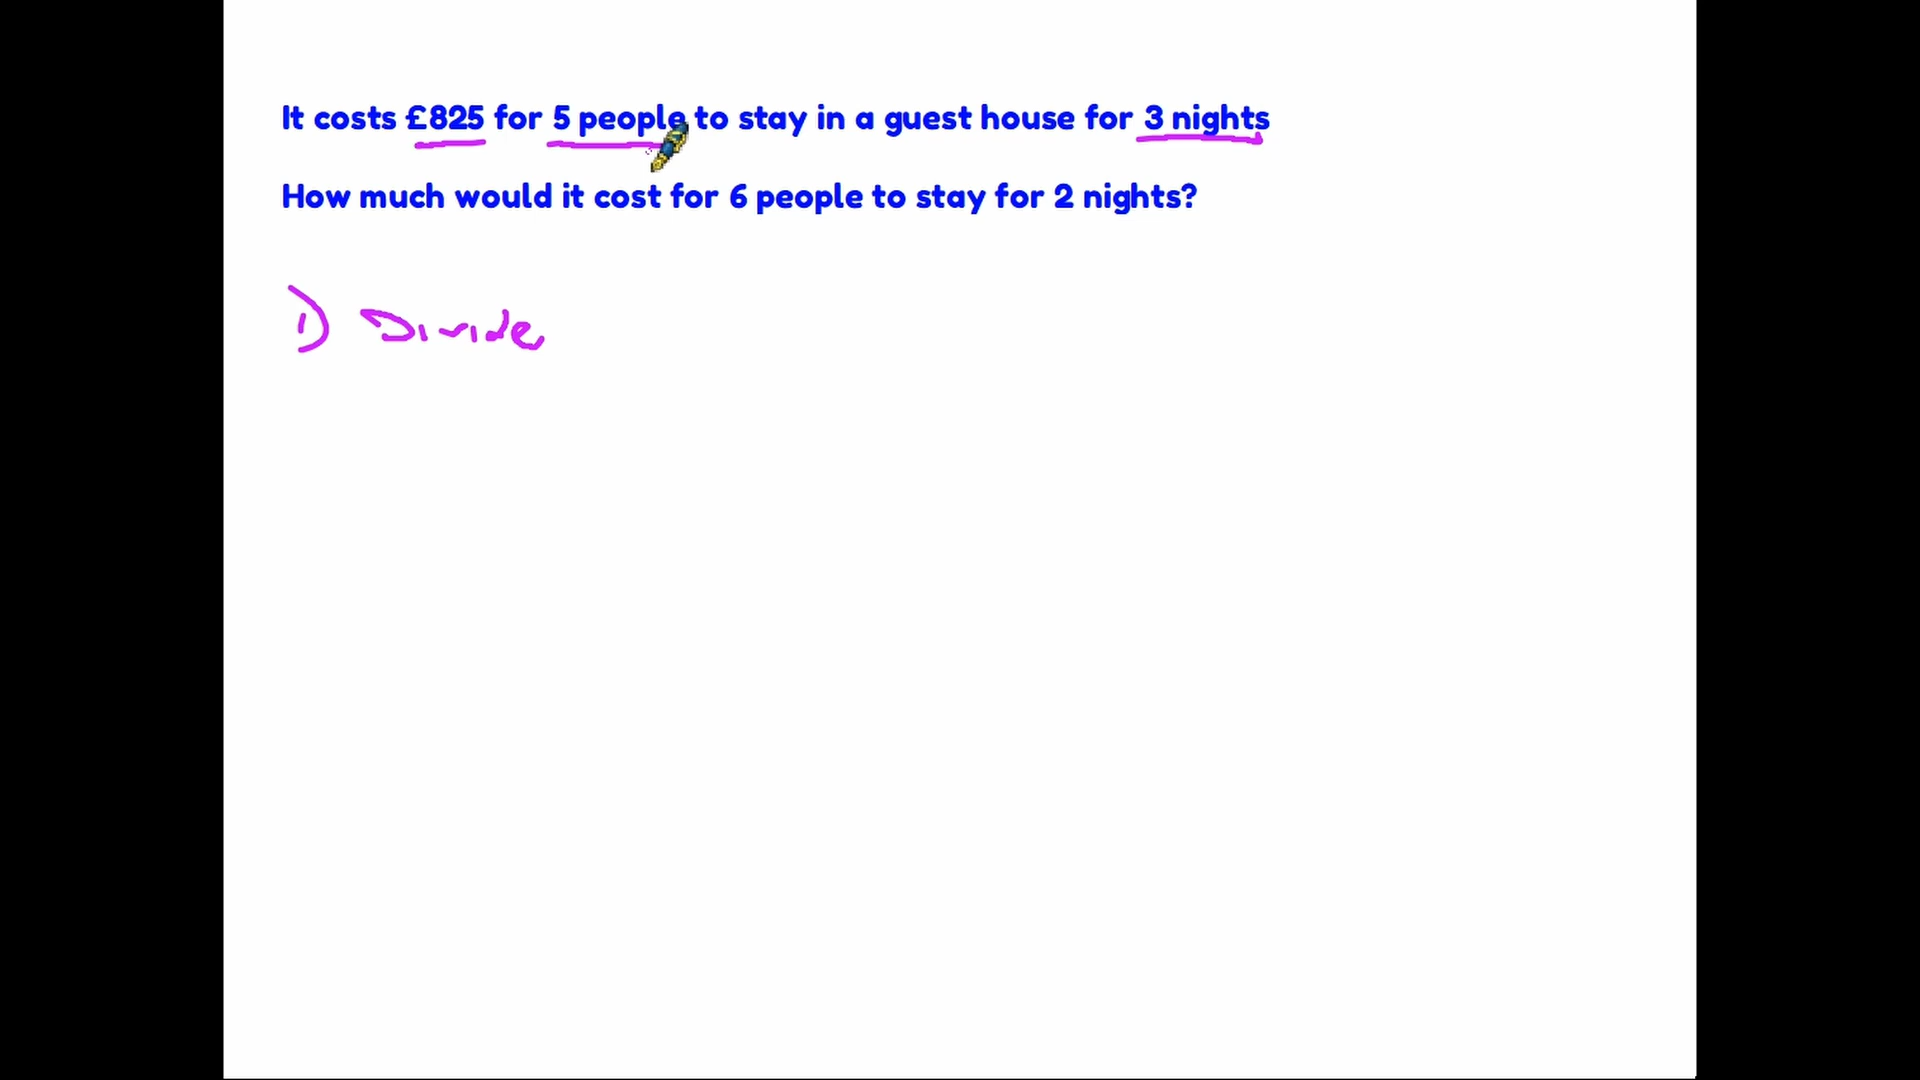 It costs £825 for 5 people to stay in a guest house for 3 nights
How much would it cost for 6 people to stay for 2 nights?
1) Divide